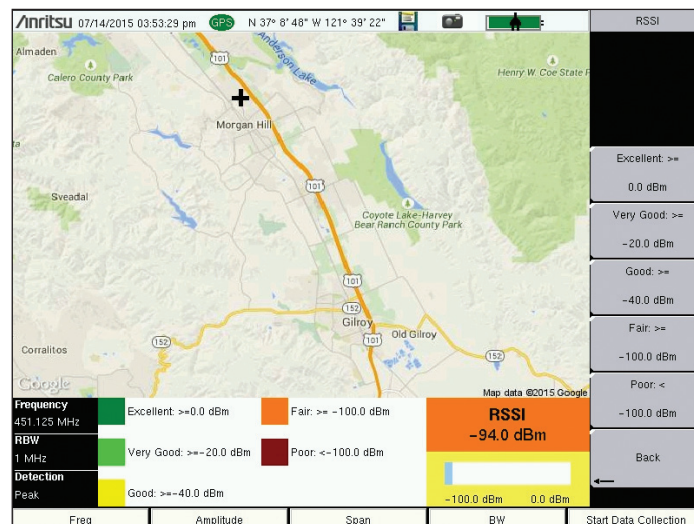 Anritsu 07/14/2015 03:53:29 pm GPS N 37° 8' 48" W 121° 39' 22"
RSSI
Almaden
101
Anderson Lake
Calero County Park
Henry W. Coe State P
Morgan Hill
ta
101
Sveadal
Coyote Lake-Harvey
Bear Ranch County Park
101
152
Gilroy
152
101
Old Gilroy
152
Corralitos
Google
Map data ©2015 Google
Excellent: >=
0.0 dBm
Very Good: >=
-20.0 dBm
Good: >=
-40.0 dBm
Fair: >=
-100.0 dBm
Poor: <
-100.0 dBm
Back
Frequency
451.125 MHz
RBW
1 MHz
Detection
Peak
Excellent: >=0.0 dBm
Very Good: >=-20.0 dBm
Good: >=-40.0 dBm
Fair: >= -100.0 dBm
Poor: <-100.0 dBm
RSSI
-94.0 dBm
-100.0 dBm 0.0 dBm
Freq Amplitude Span BW Start Data Collection